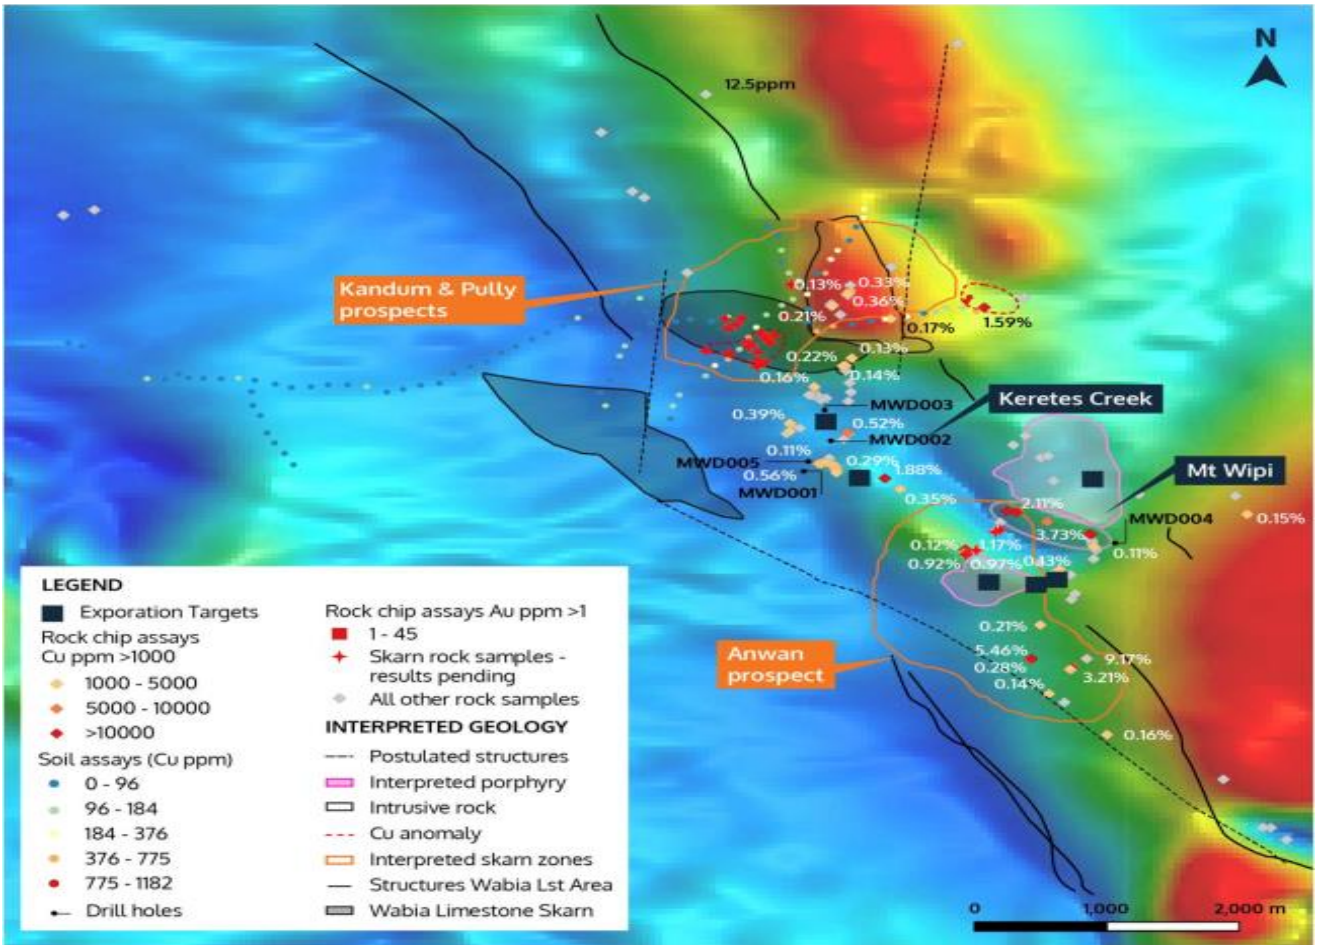 N
12.5ppm
Kandum & Pully
prospects
0.13%
0.33%
0.36%
0.21%
0.17%
1.59%
0.22%
0.13%
0.16%
0.14%
MWD003
Keretes Creek
0.39%
0.52%
MWD002
0.11%
MWD005
0.29%
1.88%
0.56%
MWD001
0.35%
Mt Wipi
2.11%
MWD004
0.15%
3.73%
0.12%
1.17%
0.11%
0.92%
0.97%
0.13%
0.21%
Anwan
prospect
5.46%
9.17%
0.28%
3.21%
0.14%
0.16%
LEGEND
Exporation Targets
Rock chip assays
Cu ppm >1000
1000 - 5000
5000 - 10000
>10000
Soil assays (Cu ppm)
0 - 96
96 - 184
184 - 376
376 - 775
775 - 1182
Drill holes
Rock chip assays Au ppm >1
1 - 45
Skarn rock samples -
results pending
All other rock samples
INTERPRETED GEOLOGY
Postulated structures
Interpreted porphyry
Intrusive rock
Cu anomaly
Interpreted skarn zones
Structures Wabia Lst Area
Wabia Limestone Skarn
0 1,000 2,000 m